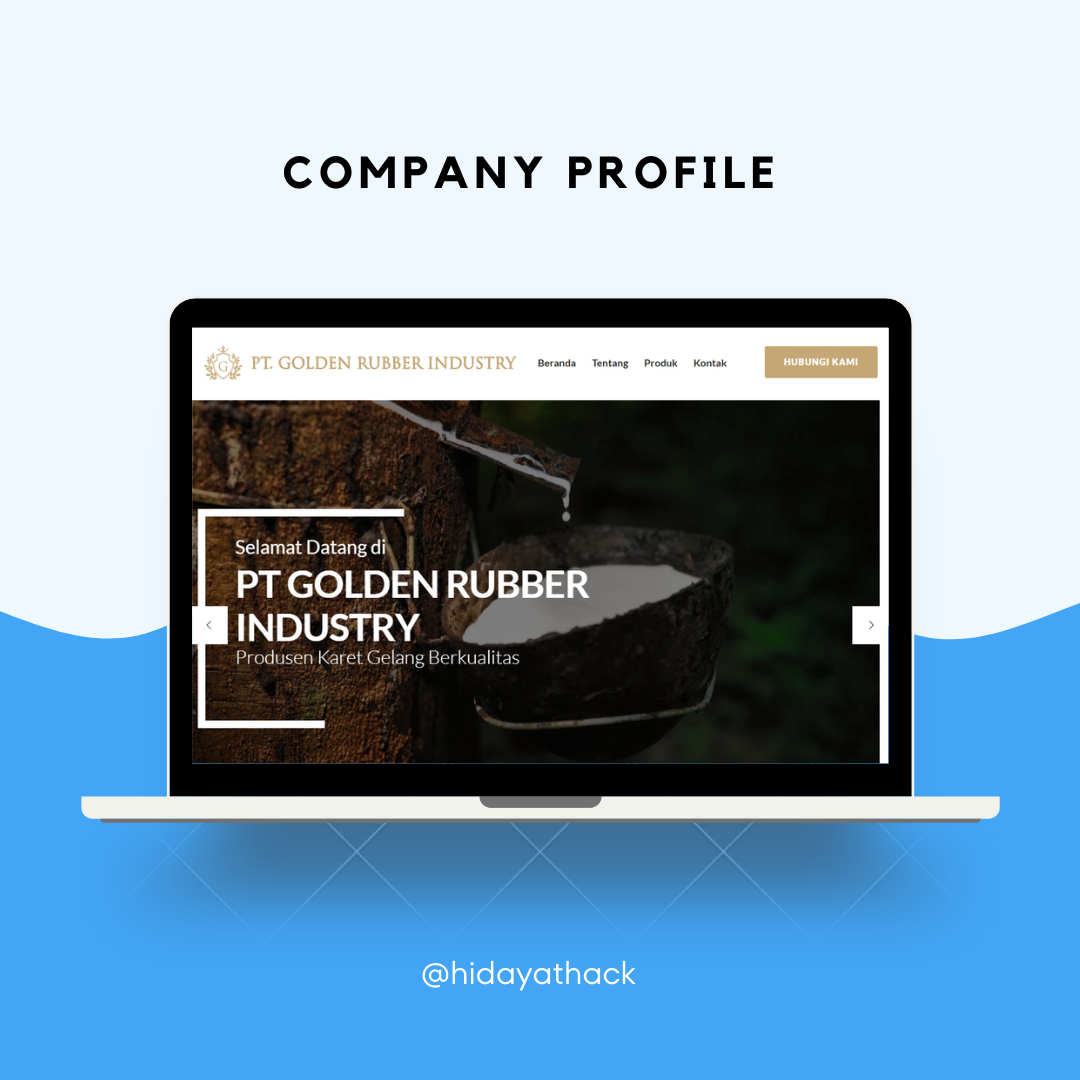 COMPANY PROFILE
PT. GOLDEN RUBBER INDUSTRY
Beranda Tentang Produk Kontak
HUBUNGI KAMI
Selamat Datang di
PT GOLDEN RUBBER
INDUSTRY
Produsen Karet Gelang Berkualitas
@hidayathack